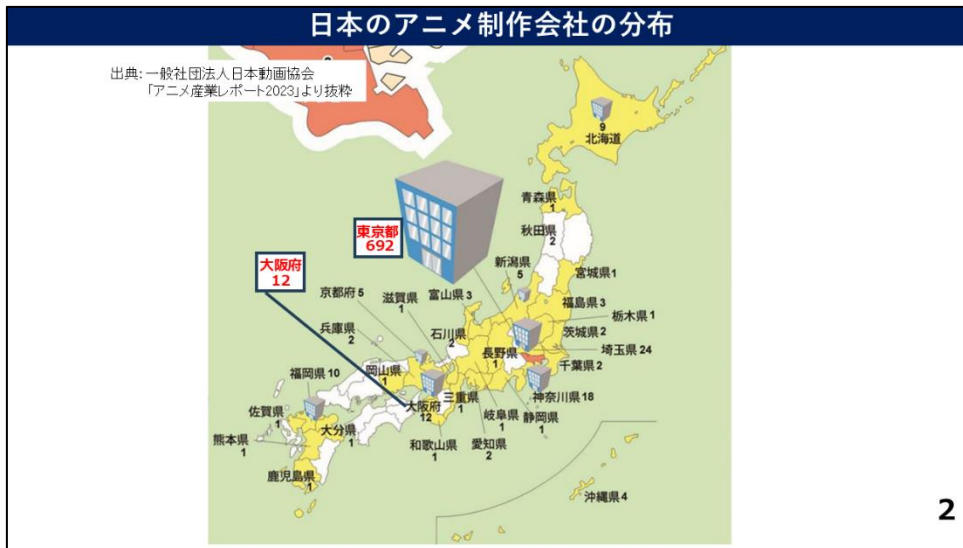 日本のアニメ制作会社の分布
出典: 一般社団法人日本動画協会
「アニメ産業レポート2023」より抜粋
9
北海道
青森県
1
秋田県
2
東京都
692
大阪府
12
新潟県
5
宮城県1
福島県 3
栃木県 1
茨城県 2
埼玉県 24
千葉県 2
神奈川県 18
富山県 3
石川県
2
長野県
1
滋賀県
1
京都府 5
兵庫県
2
岡山県
1
福岡県 10
佐賀県
1
大分県
1
熊本県
1
鹿児島県
1
大阪府
12
三重県
1
和歌山県
1
岐阜県
1
愛知県
2
静岡県
1
沖縄県 4
2